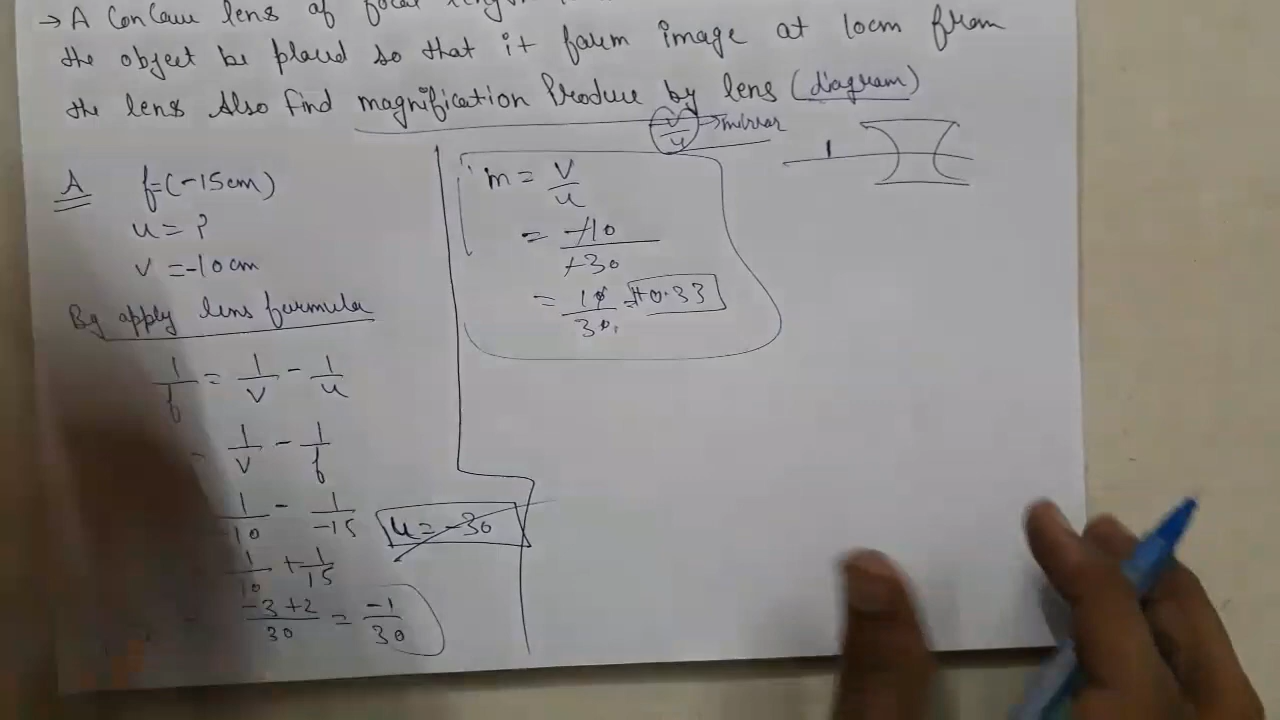 → A Concave lens of focal length
the object be placed so that it form image at 10cm from
the lens Also find magnification Produce by lens (diagram)
v/u → mirror
A f=(-15cm)
u = ?
v = -10cm
By apply lens formula
1/f = 1/v - 1/u
1/v - 1/f
1/10 - 1/-15
1/10 + 1/15
-3+2/30 = -1/30
u = -30
m = v/u
= -10/-30
= 10/30 = +0.33